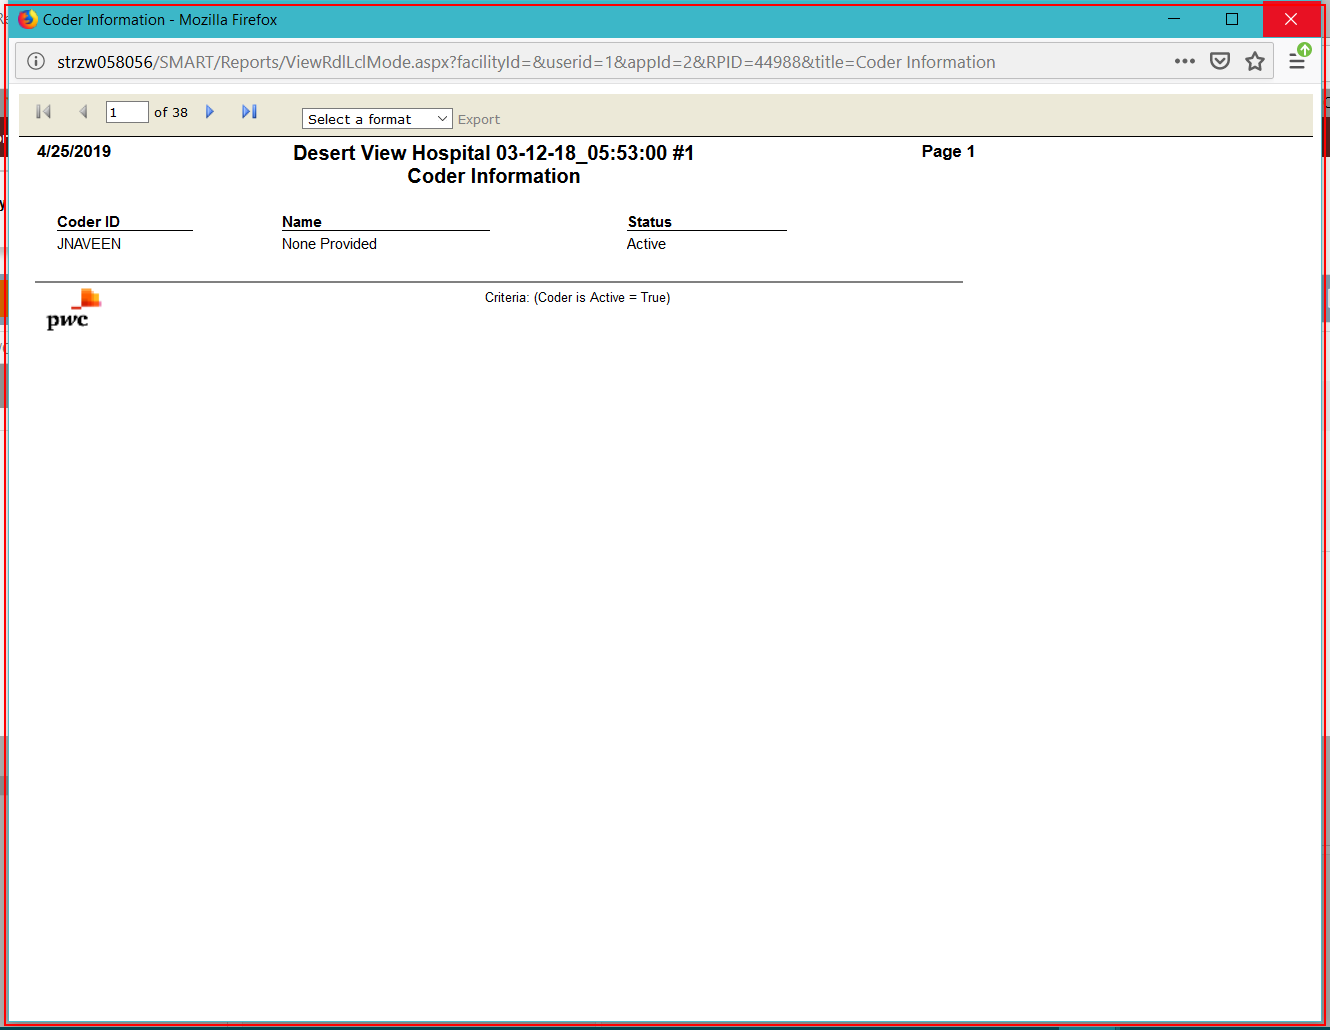 Coder Information - Mozilla Firefox
strzw058056/SMART/Reports/ViewRdlLclMode.aspx?facilityId=&userid=1&appId=2&RPID=44988&title=Coder Information
1 of 38 Select a format Export
4/25/2019 Desert View Hospital 03-12-18_05:53:00 #1 Page 1
Coder Information
Coder ID Name Status
JNAVEEN None Provided Active
Criteria: (Coder is Active = True)
pwc